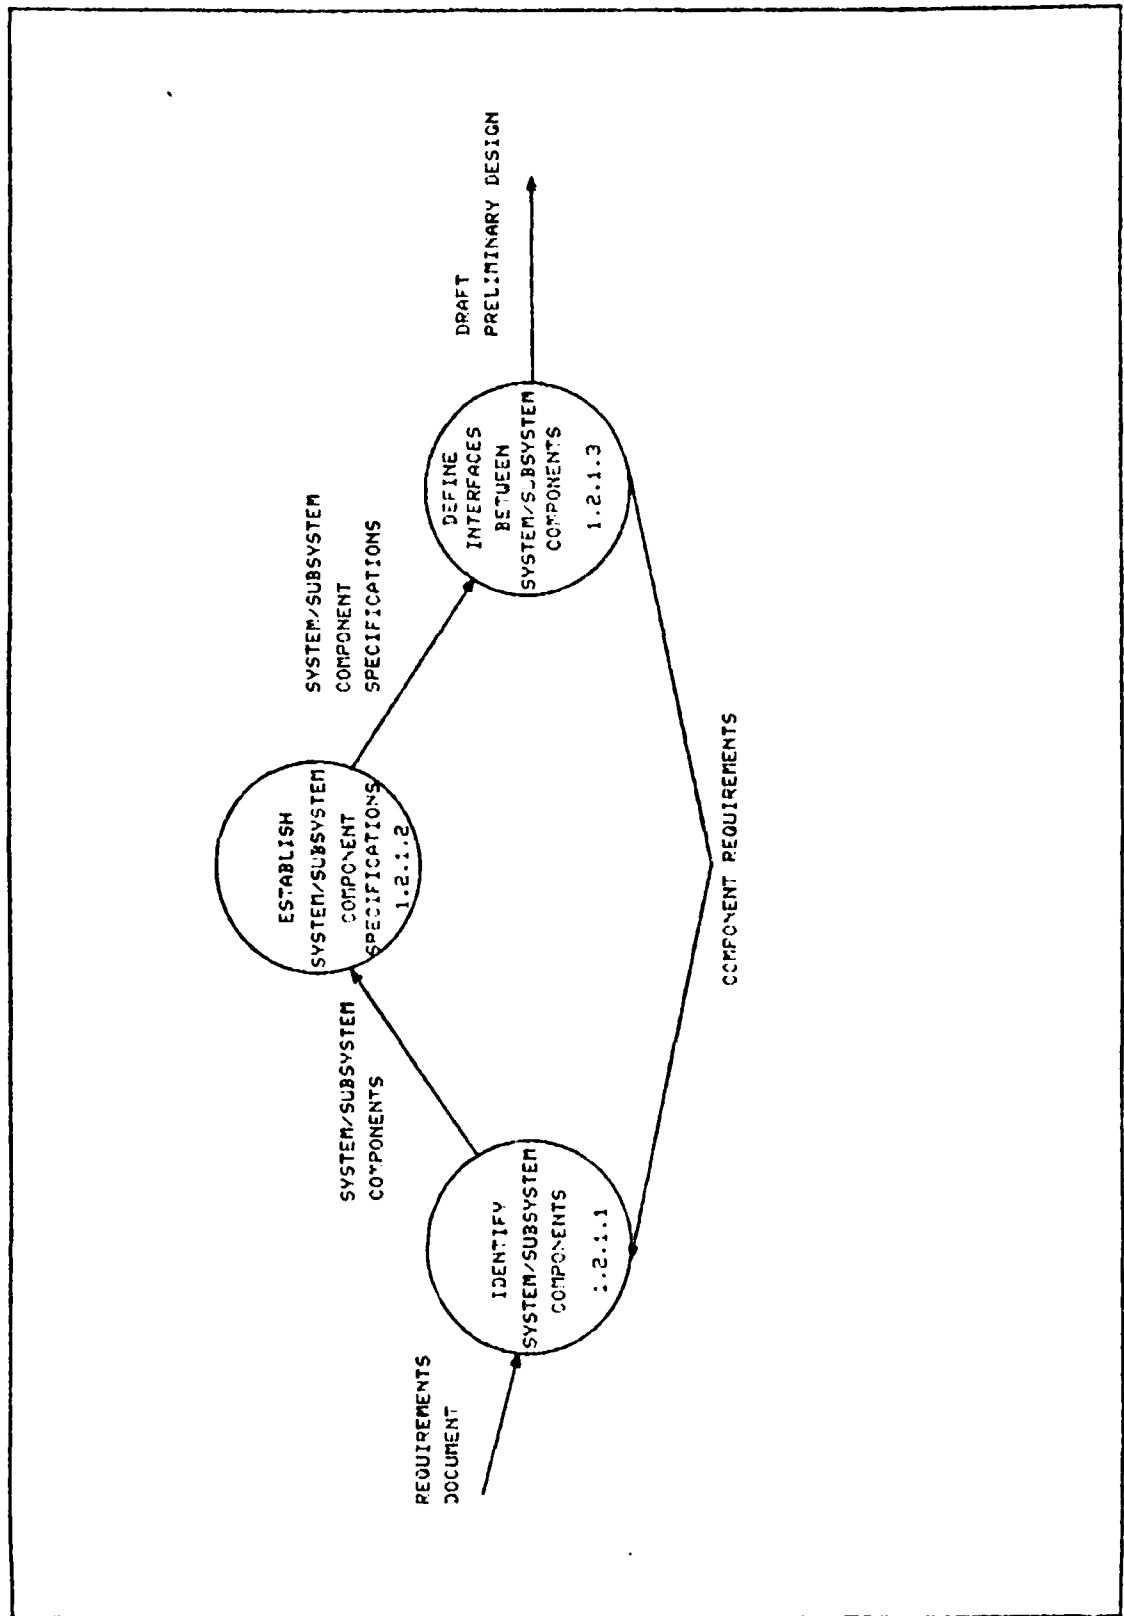 REQUIREMENTS
DOCUMENT
IDENTIFY
SYSTEM/SUBSYSTEM
COMPONENTS
1.2.1.1
SYSTEM/SUBSYSTEM
COMPONENTS
ESTABLISH
SYSTEM/SUBSYSTEM
COMPONENT
SPECIFICATIONS
1.2.1.2
SYSTEM/SUBSYSTEM
COMPONENT
SPECIFICATIONS
DEFINE
INTERFACES
BETWEEN
SYSTEM/SUBSYSTEM
COMPONENTS
1.2.1.3
DRAFT
PRELIMINARY DESIGN
COMPONENT REQUIREMENTS